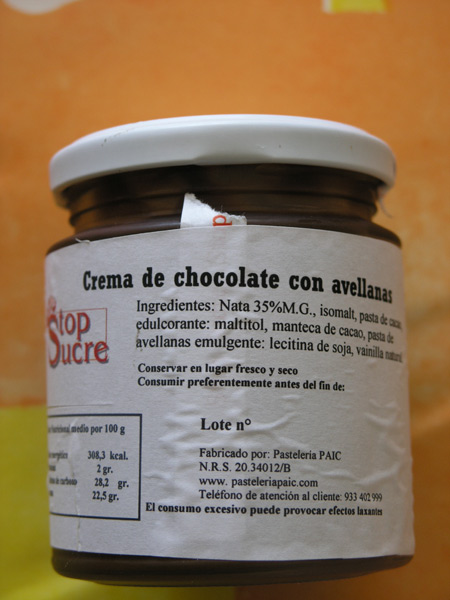 Crema de chocolate con avellanas
Stop
Sucre
Ingredientes: Nata 35%M.G., isomalt, pasta de cacao,
edulcorante: maltitol, manteca de cacao, pasta de
avellanas emulgente: lecitina de soja, vainilla natural
Conservar en lugar fresco y seco
Consumir preferentemente antes del fin de:
Lote n°
medio por 100 g
308,3 kcal.
2 gr.
28,2 gr.
22,5 gr.
Fabricado por: Pastelería PAIC
N.R.S. 20.34012/B
www. pasteleriapaic.com
Teléfono de atención al cliente: 933 402 999
El consumo excesivo puede provocar efectos laxantes